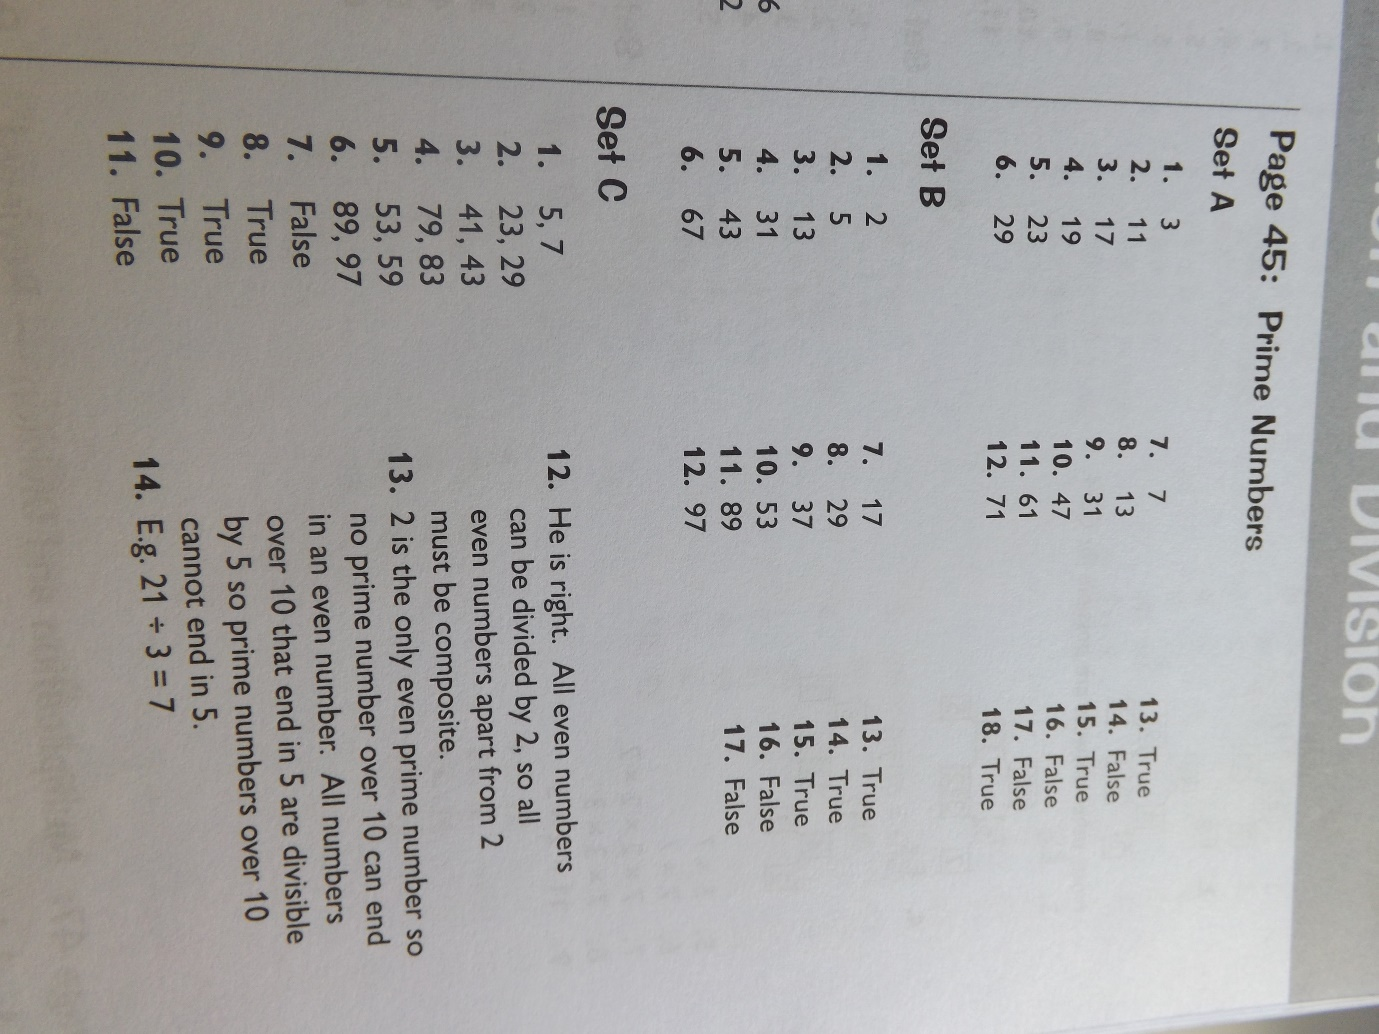 Division
Page 45: Prime Numbers
Set A
1. 3
2. 11
3. 17
4. 19
5. 23
6. 29
7. 7
8. 13
9. 31
10. 47
11. 61
12. 71
13. True
14. False
15. True
16. False
17. False
18. True
Set B
1. 2
2. 5
3. 13
4. 31
5. 43
6. 67
7. 17
8. 29
9. 37
10. 53
11. 89
12. 97
13. True
14. True
15. True
16. False
17. False
Set C
1. 5, 7
2. 23, 29
3. 41, 43
4. 79, 83
5. 53, 59
6. 89, 97
7. False
8. True
9. True
10. True
11. False
12. He is right. All even numbers
can be divided by 2, so all
even numbers apart from 2
must be composite.
13. 2 is the only even prime number so
no prime number over 10 can end
in an even number. All numbers
over 10 that end in 5 are divisible
by 5 so prime numbers over 10
cannot end in 5.
14. E.g. 21 ÷ 3 = 7